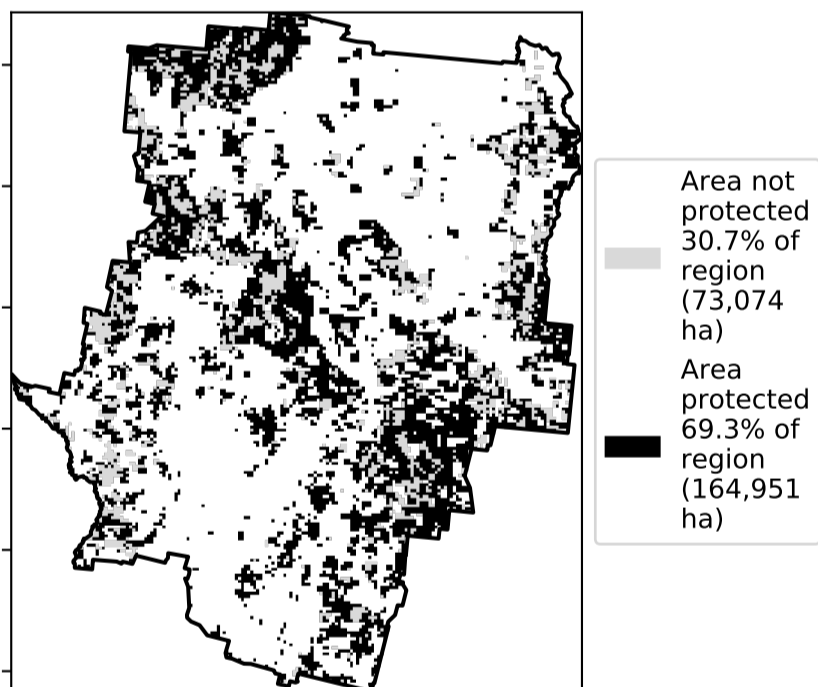 Area not
protected
30.7% of
region
(73,074
ha)
Area
protected
69.3% of
region
(164,951
ha)